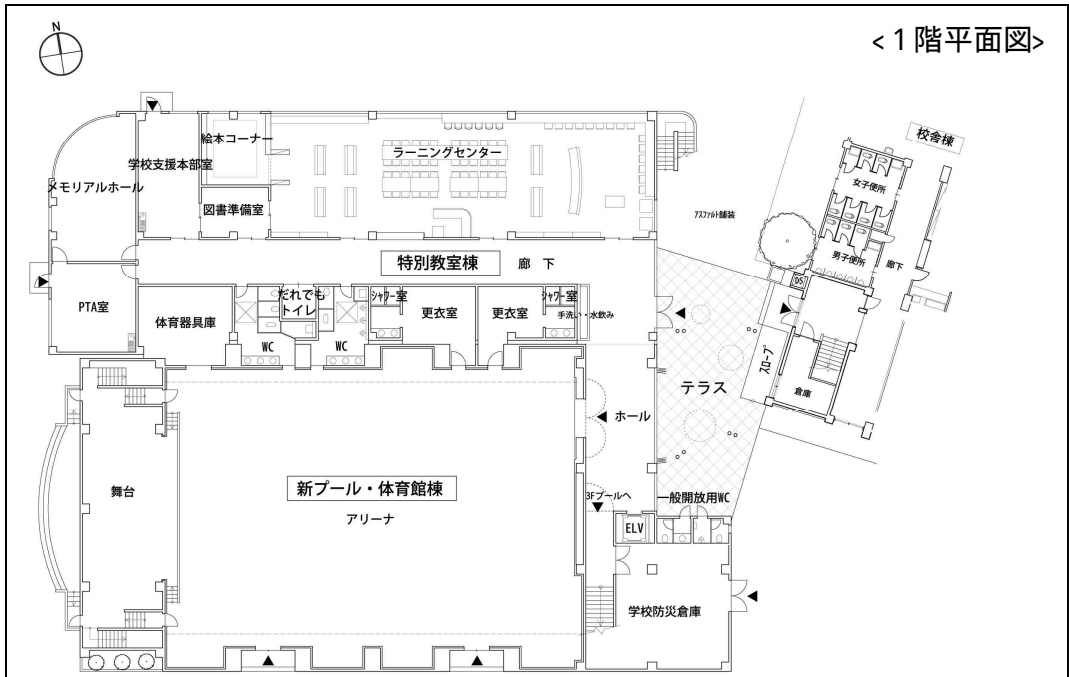 N
<１階平面図>
校舎棟
絵本コーナー
ラーニングセンター
学校支援本部室
女子便所
メモリアルホール
図書準備室
アスファルト舗装
男子便所
廊下
特別教室棟
廊 下
DS
PTA室
だれでも
トイレ
シャワー室
シャワー室
体育器具庫
更衣室
更衣室
手洗い・水飲み
WC
WC
スロープ
テラス
倉庫
ホール
舞台
新プール・体育館棟
アリーナ
3Fプールへ
一般開放用WC
ELV
学校防災倉庫